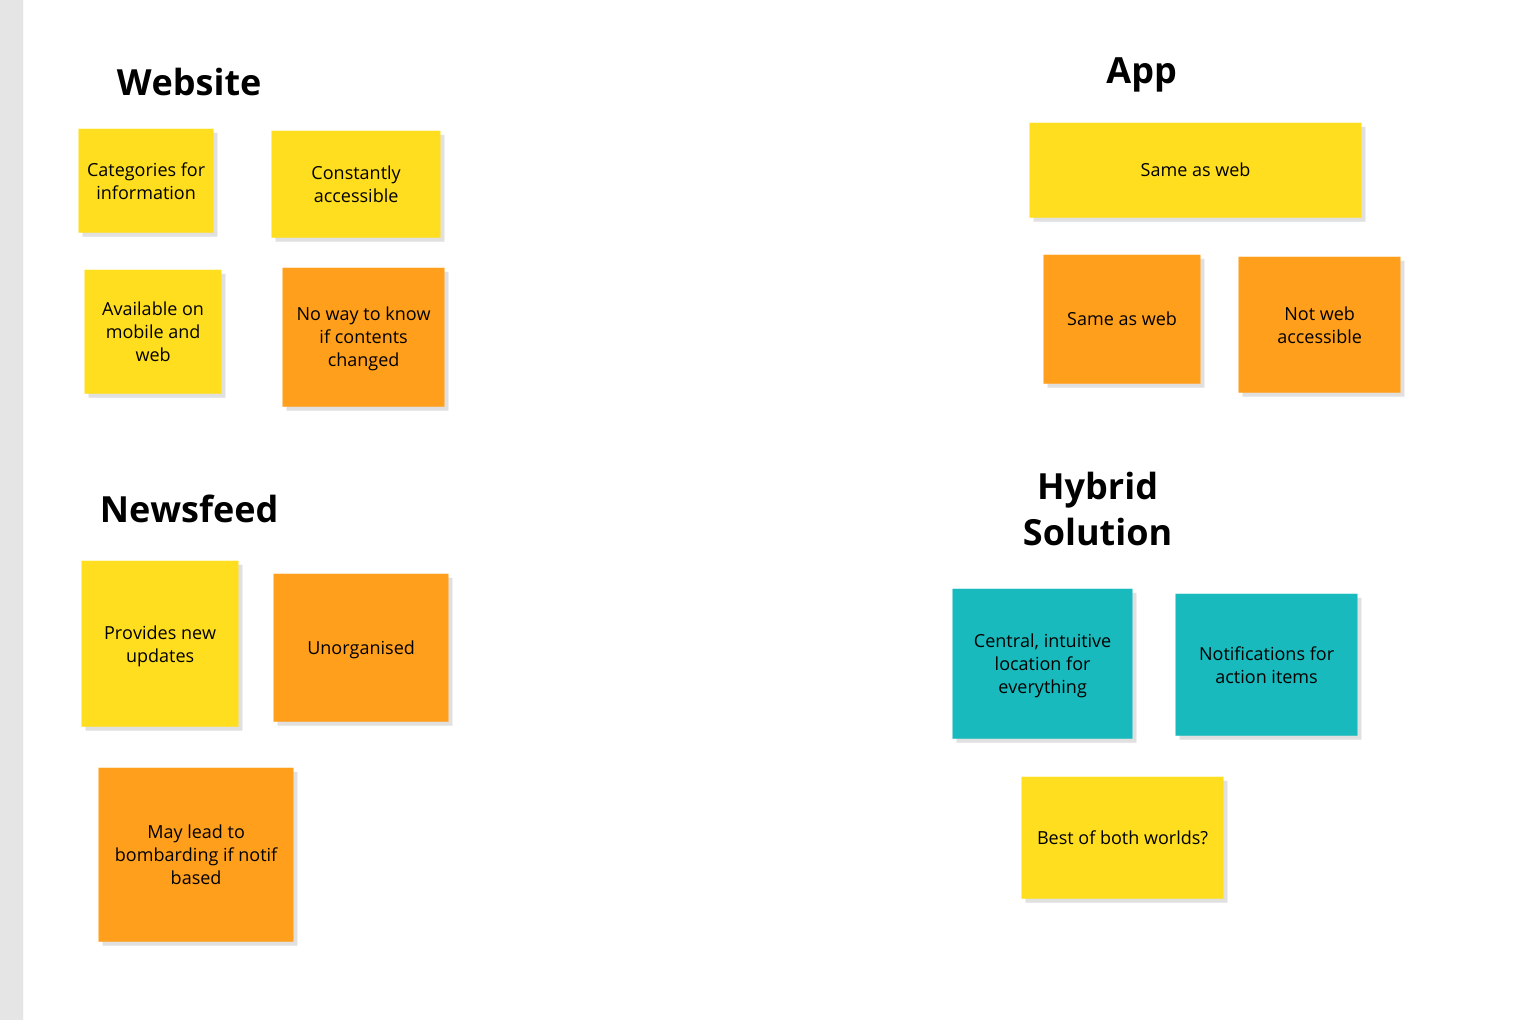 Website
Categories for
information
Constantly
accessible
Available on
mobile and
web
No way to know
if contents
changed
App
Same as web
Same as web
Not web
accessible
Newsfeed
Provides new
updates
Unorganised
May lead to
bombarding if notif
based
Hybrid
Solution
Central, intuitive
location for
everything
Notifications for
action items
Best of both worlds?